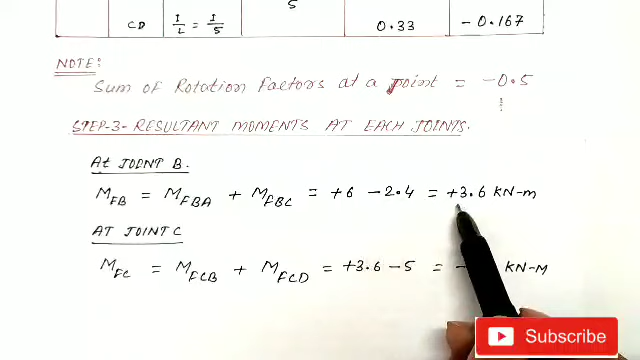 5
CD I/L = I/5 0.33 -0.167
NOTE:
Sum of Rotation Factors at a point = -0.5
STEP-3- RESULTANT MOMENTS AT EACH JOINTS.
At JOINT B.
MFB = MFBA + MFBC = +6 -2.4 = +3.6 KN-m
AT JOINT C
MFC = MFCB + MFCD = +3.6 -5 = - KN-M
Subscribe